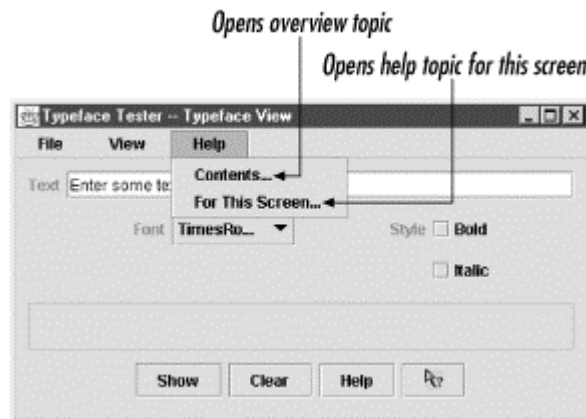 Opens overview topic
Opens help topic for this screen
Typeface Tester -- Typeface View
File View Help
Contents...
For This Screen...
Text Enter some te
Font TimesRo... Style Bold
Italic
Show Clear Help ?